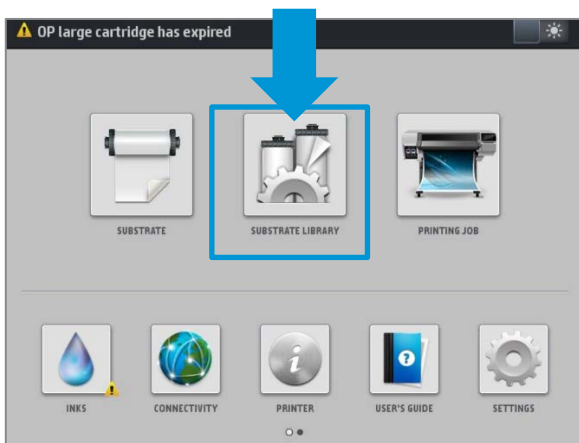 OP large cartridge has expired
SUBSTRATE
SUBSTRATE LIBRARY
PRINTING JOB
INKS
CONNECTIVITY
PRINTER
USER'S GUIDE
SETTINGS